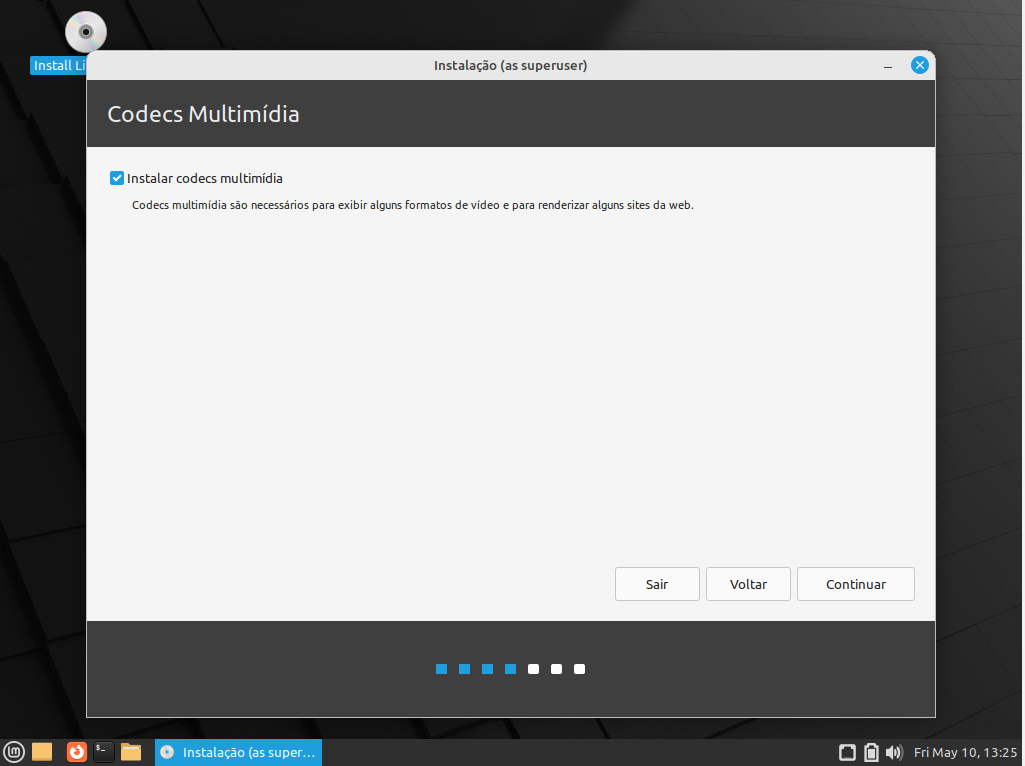 Install Li
Instalação (as superuser)
Codecs Multimídia
Instalar codecs multimídia
Codecs multimídia são necessários para exibir alguns formatos de vídeo e para renderizar alguns sites da web.
Sair
Voltar
Continuar
Instalação (as super...
Fri May 10, 13:25